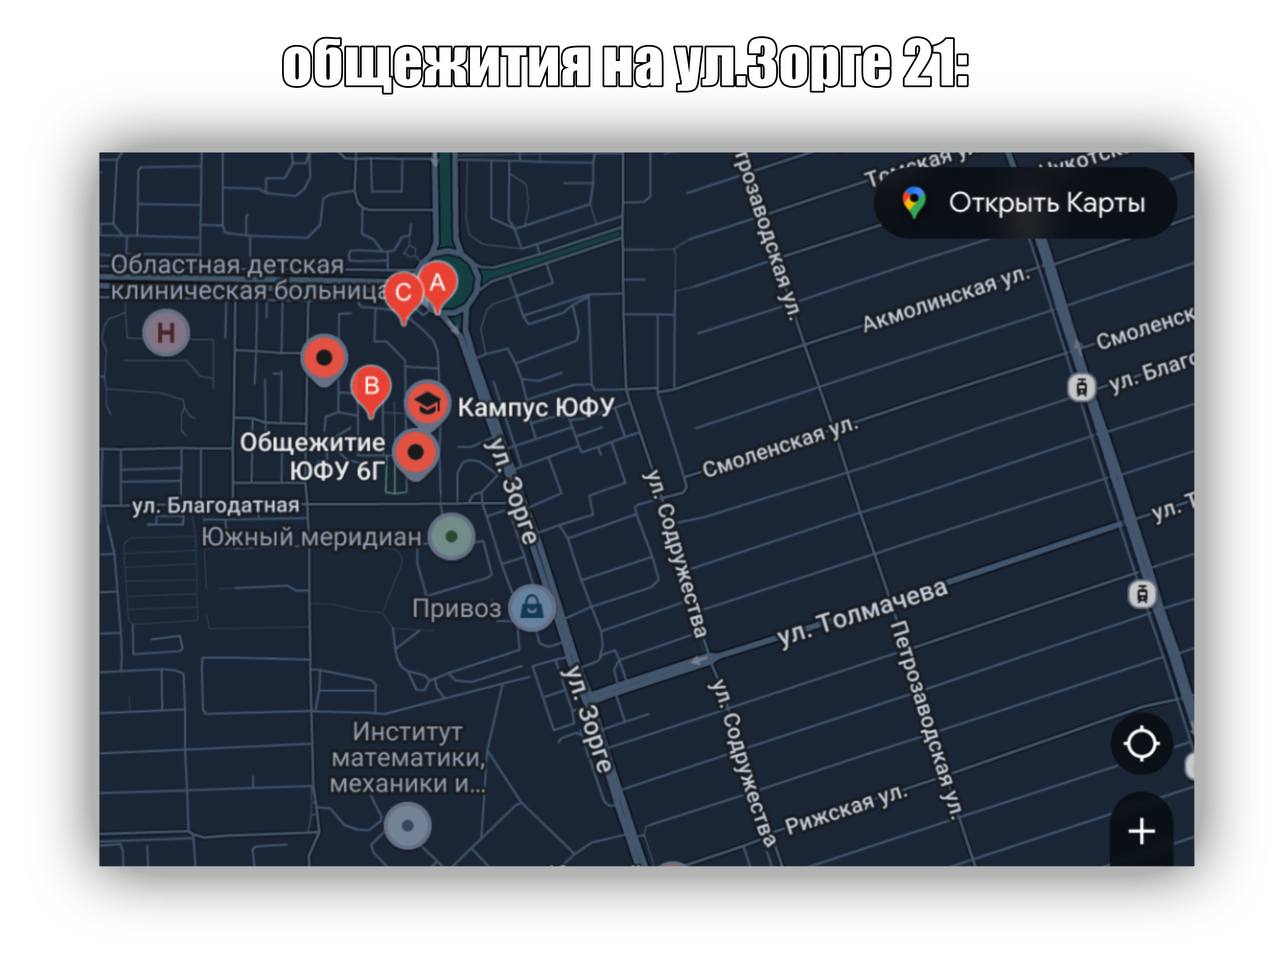 общежития на ул.Зорге 21:
Открыть Карты
Чукотск
Петрозаводская ул.
Областная детская
клиническая больница
C
A
H
Акмолинская ул.
Смоленск
ул. Благо
B
Кампус ЮФУ
Общежитие
ЮФУ 6Г
Смоленская ул.
ул. Зорге
ул. Содружества
ул. Благодатная
ул. Т
Южный меридиан
Привоз
ул. Толмачева
Петрозаводская ул.
ул. Зорге
ул. Содружества
Институт
математики,
механики и...
Рижская ул.